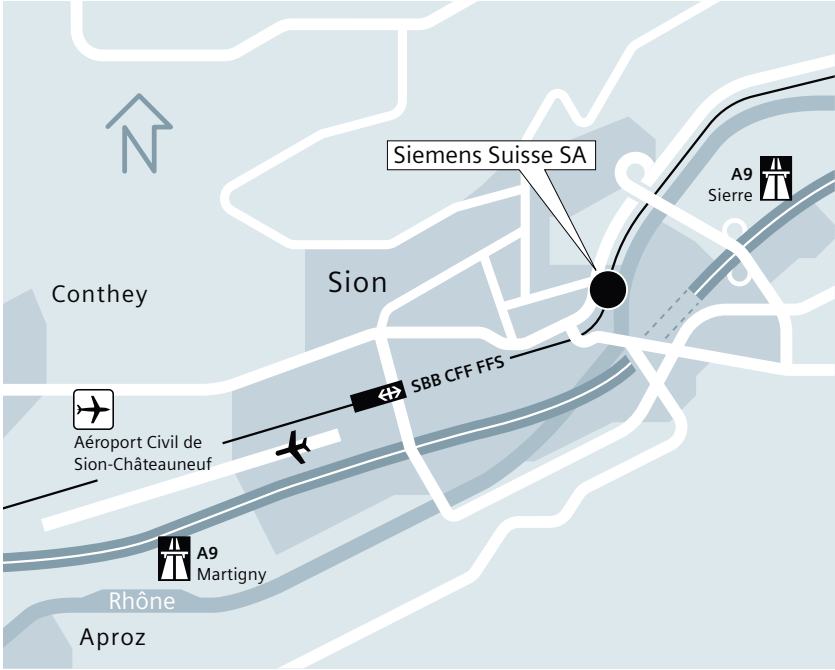 N
Siemens Suisse SA
A9
Sierre
Sion
Conthey
SBB CFF FFS
Aéroport Civil de
Sion-Châteauneuf
A9
Martigny
Rhône
Aproz